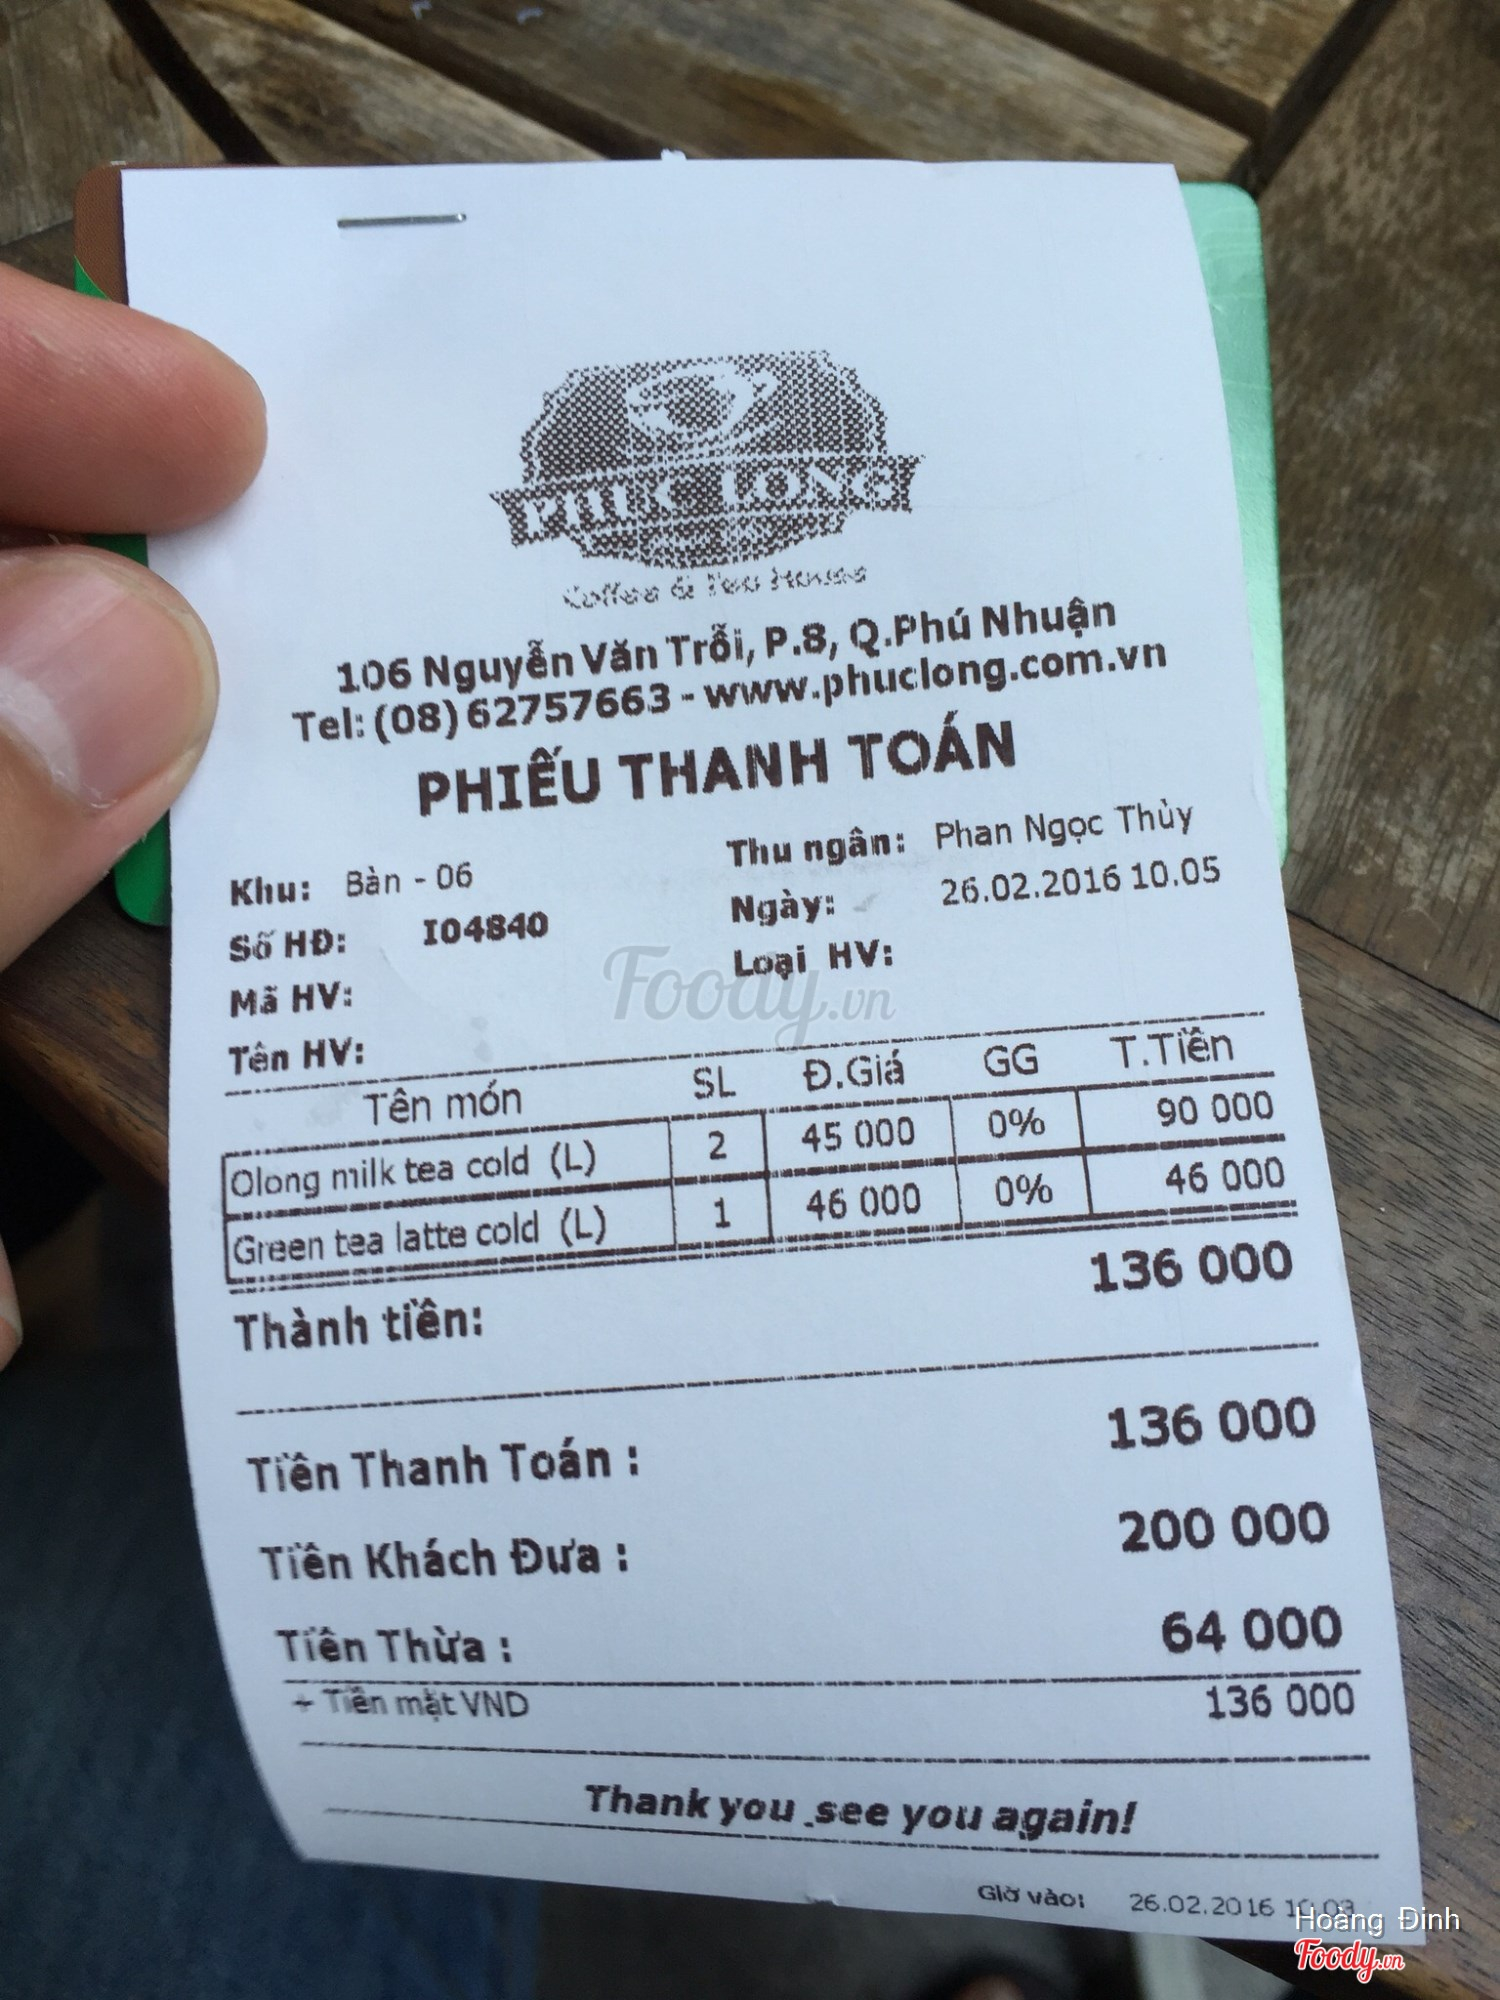 PHUC LONG
Coffee & Tea House
106 Nguyễn Văn Trỗi, P.8, Q.Phú Nhuận
Tel: (08) 62757663 - www.phuclong.com.vn
PHIẾU THANH TOÁN
Khu: Bàn - 06 Thu ngân: Phan Ngọc Thùy
Số HĐ: I04840 Ngày: 26.02.2016 10.05
Mã HV: Loại HV:
Tên HV:
Foody.vn
Tên món SL Đ.Giá GG T.Tiền
Olong milk tea cold (L) 2 45 000 0% 90 000
Green tea latte cold (L) 1 46 000 0% 46 000
Thành tiền: 136 000
Tiền Thanh Toán : 136 000
Tiền Khách Đưa : 200 000
Tiền Thừa : 64 000
+ Tiền mặt VND 136 000
Thank you .see you again!
Giờ vào: 26.02.2016
Hoang Đinh
Foody.vn